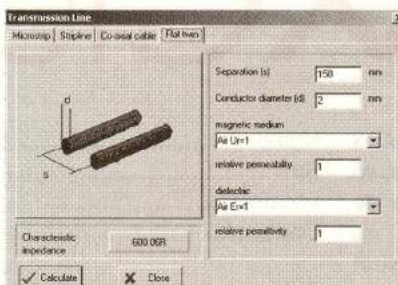 Transmission Line
Microstrip Stripline Co-axial cable Flat twin
d
s
Separation (s) 150 mm
Conductor diameter (d) 2 mm
magnetic medium
Air Ur=1
relative permeability 1
dielectric
Air Er=1
relative permittivity 1
Characteristic
impedance
600.06R
Calculate Close